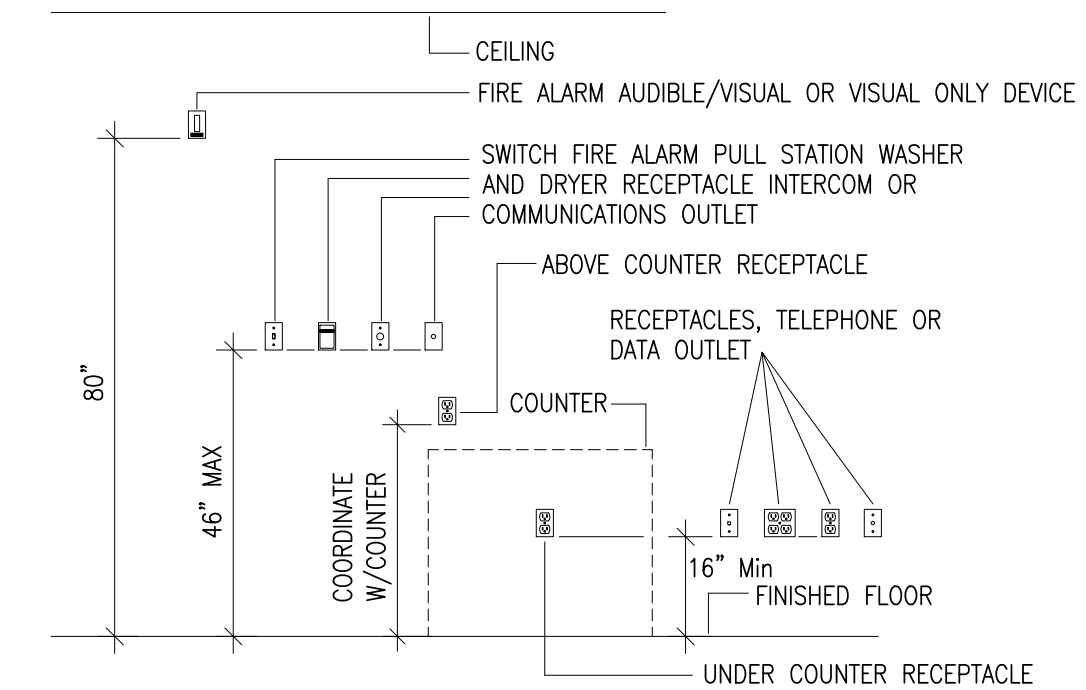 CEILING
FIRE ALARM AUDIBLE/VISUAL OR VISUAL ONLY DEVICE
SWITCH FIRE ALARM PULL STATION WASHER
AND DRYER RECEPTACLE INTERCOM OR
COMMUNICATIONS OUTLET
ABOVE COUNTER RECEPTACLE
RECEPTACLES, TELEPHONE OR
DATA OUTLET
80"
COUNTER
46" MAX
COORDINATE
W/COUNTER
16" Min
FINISHED FLOOR
UNDER COUNTER RECEPTACLE